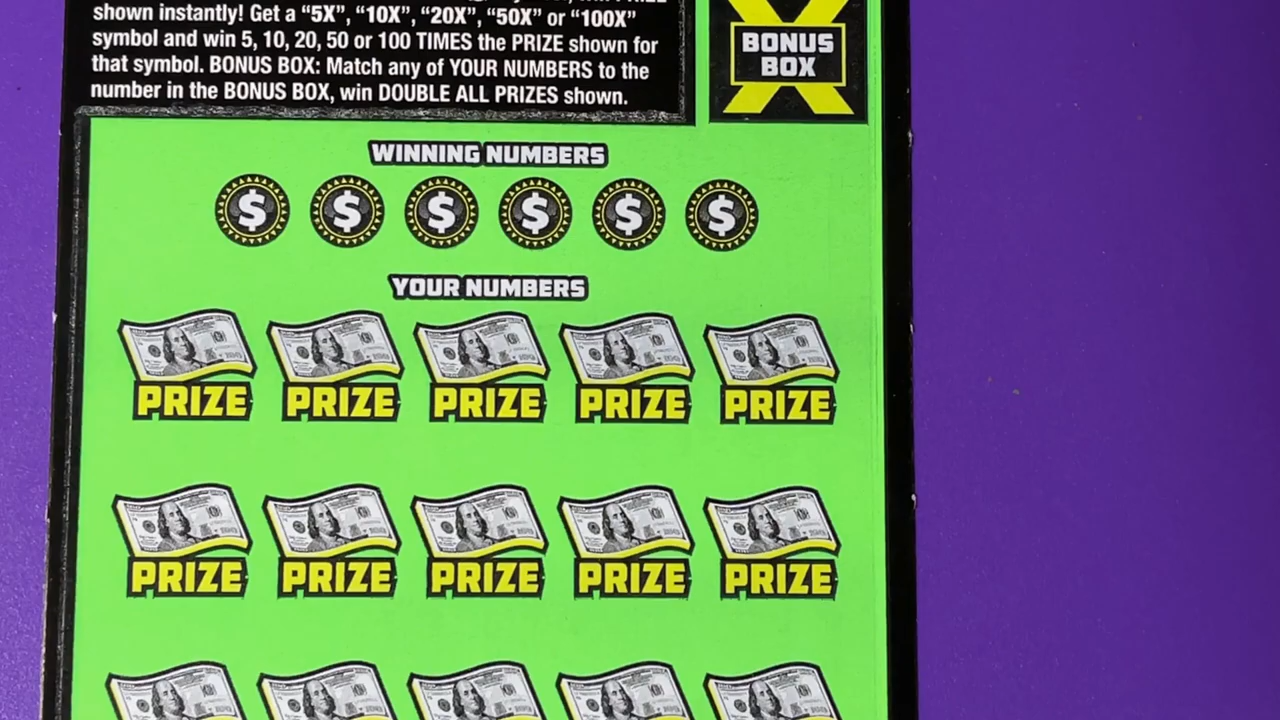 shown instantly! Get a “5X”, “10X”, “20X”, “50X” or “100X”
symbol and win 5, 10, 20, 50 or 100 TIMES the PRIZE shown for
that symbol. BONUS BOX: Match any of YOUR NUMBERS to the
number in the BONUS BOX, win DOUBLE ALL PRIZES shown.
BONUS
BOX
WINNING NUMBERS
$ $ $ $ $ $
YOUR NUMBERS
PRIZE PRIZE PRIZE PRIZE PRIZE
PRIZE PRIZE PRIZE PRIZE PRIZE